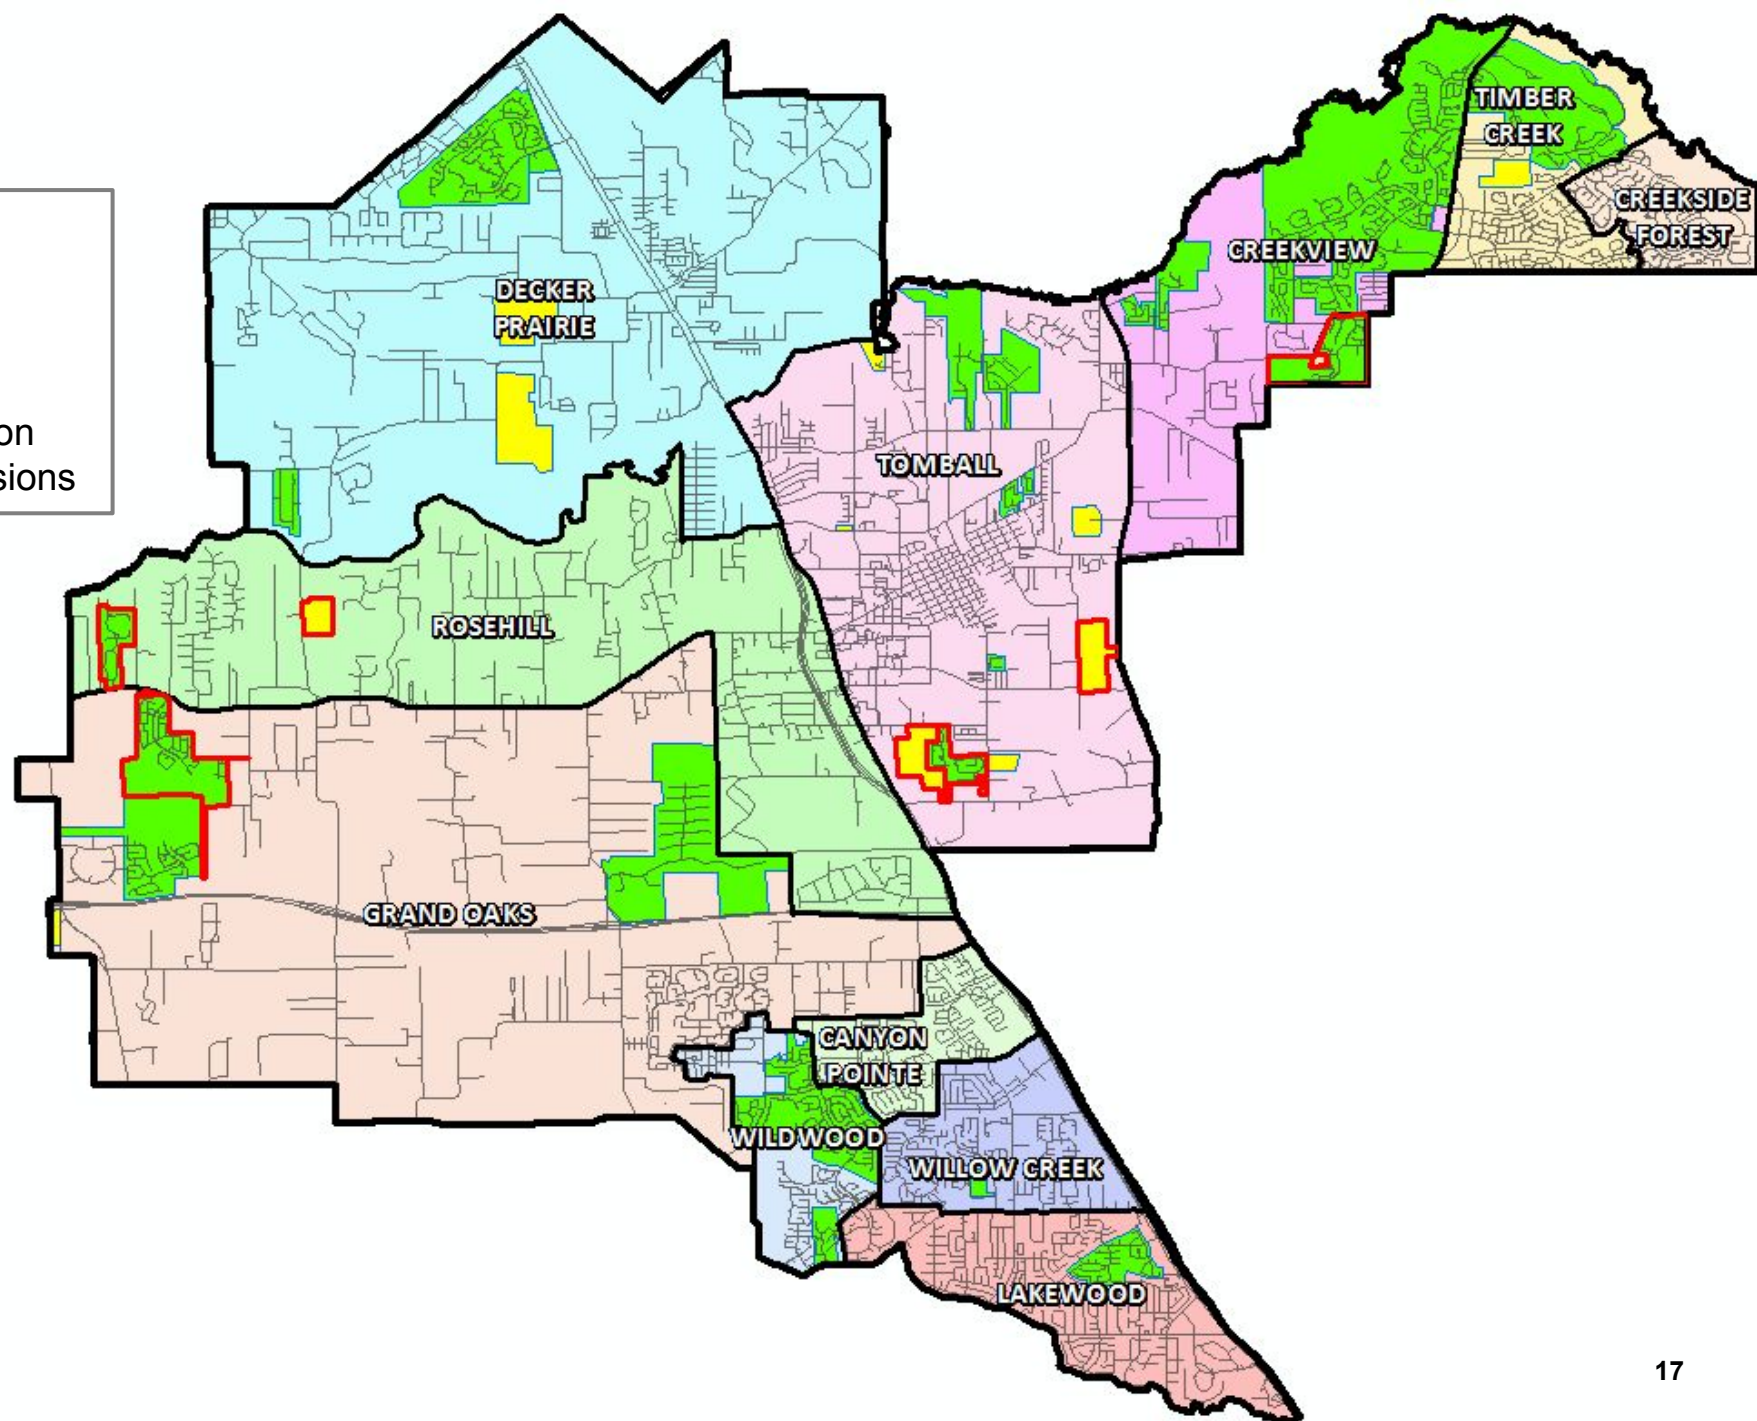 on
sions
TIMBER
CREEK
CREEKSIDE
FOREST
CREEKVIEW
DECKER
PRAIRIE
TOMBALL
ROSEHILL
GRAND OAKS
CANYON
POINTE
WILDWOOD
WILLOW CREEK
LAKEWOOD
17